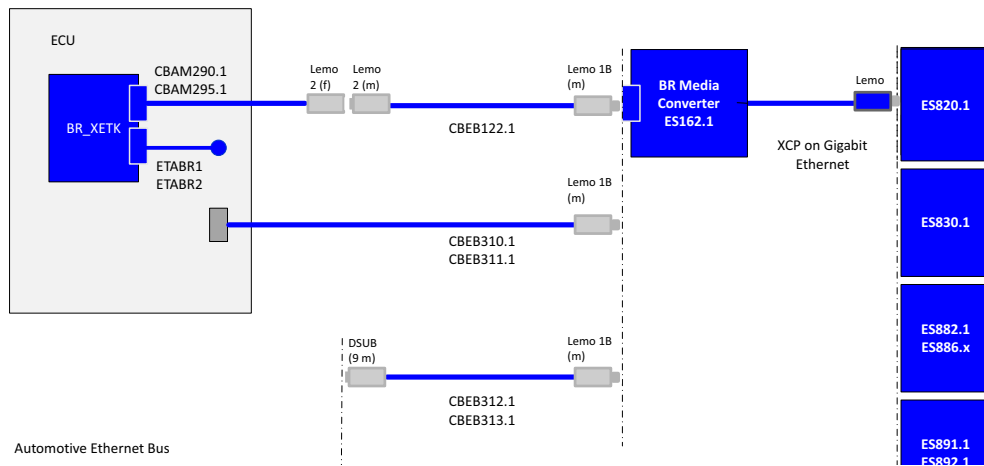 ECU
CBAM290.1
CBAM295.1
BR_XETK
ETABR1
ETABR2
Lemo
2 (f)
Lemo
2 (m)
CBEB122.1
Lemo 1B
(m)
BR Media
Converter
ES162.1
Lemo
XCP on Gigabit
Ethernet
ES820.1
Lemo 1B
(m)
CBEB310.1
CBEB311.1
ES830.1
DSUB
(9 m)
Lemo 1B
(m)
CBEB312.1
CBEB313.1
ES882.1
ES886.x
Automotive Ethernet Bus
ES891.1
ES892.1